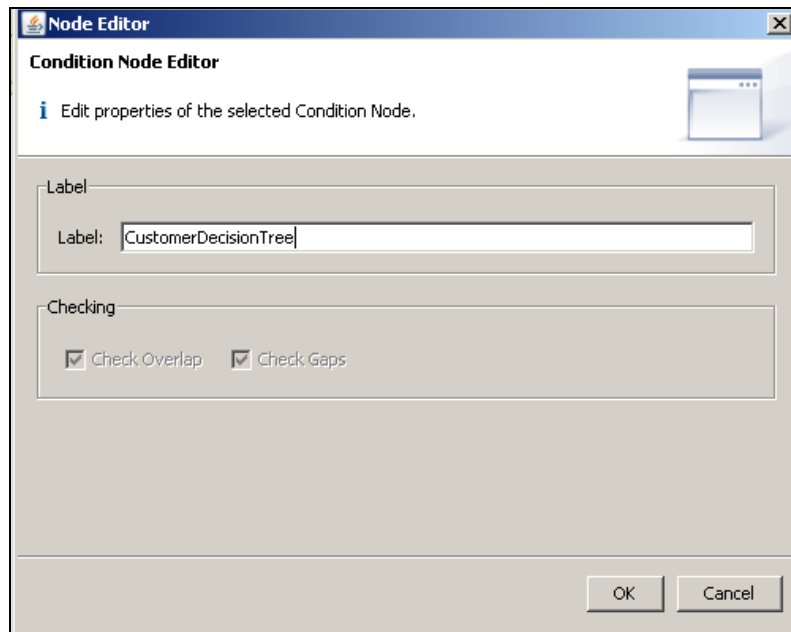 Node Editor
Condition Node Editor
i Edit properties of the selected Condition Node.
Label
Label: CustomerDecisionTree
Checking
Check Overlap Check Gaps
OK Cancel